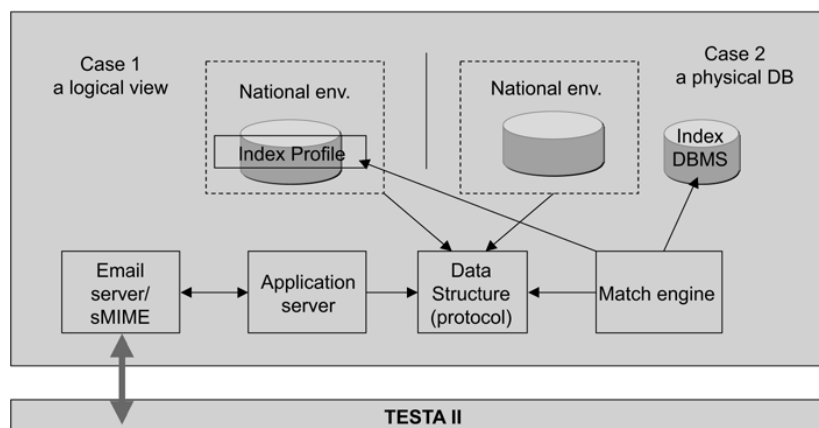 Case 1
a logical view
National env.
Index Profile
National env.
Case 2
a physical DB
Index
DBMS
Email
server/
sMIME
Application
server
Data
Structure
(protocol)
Match engine
TESTA II